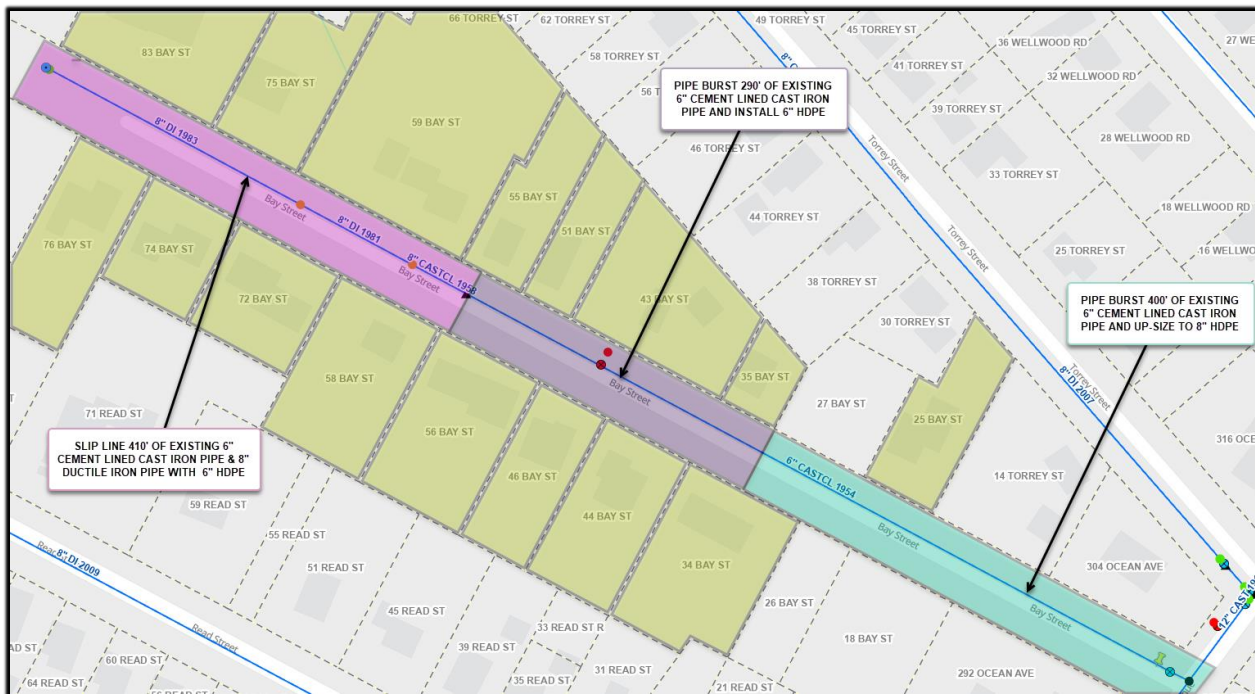 66 TORREY ST
62 TORREY ST
49 TORREY ST
45 TORREY ST
36 WELLWOOD RD
83 BAY ST
58 TORREY ST
41 TORREY ST
32 WELLWOOD RD
75 BAY ST
PIPE BURST 290' OF EXISTING
6" CEMENT LINED CAST IRON
PIPE AND INSTALL 6" HDPE
39 TORREY ST
28 WELLWOOD RD
59 BAY ST
46 TORREY ST
Torrey Street
33 TORREY ST
8" DI 1983
55 BAY ST
44 TORREY ST
18 WELLWOOD RD
Bay Street
8" DI 1981
51 BAY ST
Torrey Street
25 TORREY ST
76 BAY ST
74 BAY ST
8" CASTCL 1958
Bay Street
38 TORREY ST
72 BAY ST
43 BAY ST
30 TORREY ST
PIPE BURST 400' OF EXISTING
6" CEMENT LINED CAST IRON
PIPE AND UP-SIZE TO 8" HDPE
58 BAY ST
35 BAY ST
Bay Street
27 BAY ST
Torrey Street
8" DI 2007
71 READ ST
25 BAY ST
56 BAY ST
SLIP LINE 410' OF EXISTING 6"
CEMENT LINED CAST IRON PIPE & 8"
DUCTILE IRON PIPE WITH 6" HDPE
46 BAY ST
6" CASTCL 1954
14 TORREY ST
59 READ ST
44 BAY ST
Bay Street
55 READ ST
34 BAY ST
8" DI 2009
51 READ ST
304 OCEAN AVE
26 BAY ST
45 READ ST
Bay Street
33 READ ST R
18 BAY ST
Read Street
39 READ ST
60 READ ST
31 READ ST
292 OCEAN AVE
64 READ ST
35 READ ST
21 READ ST